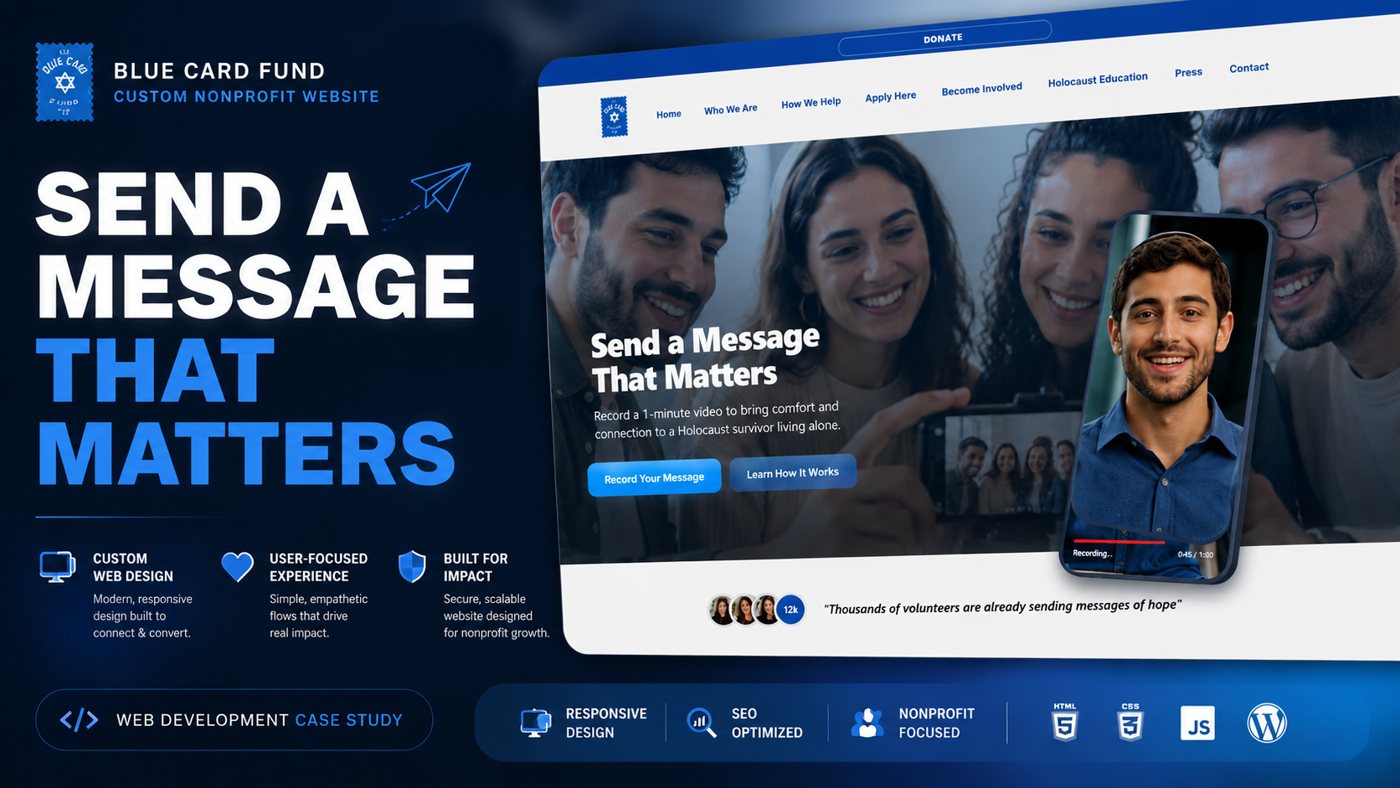 BLUE CARD FUND
CUSTOM NONPROFIT WEBSITE
SEND A
MESSAGE
THAT
MATTERS
CUSTOM
WEB DESIGN
Modern, responsive
design built to
connect & convert.
USER-FOCUSED
EXPERIENCE
Simple, empathetic
flows that drive
real impact.
BUILT FOR
IMPACT
Secure, scalable
website designed
for nonprofit growth.
</> WEB DEVELOPMENT CASE STUDY
DONATE
Home Who We Are How We Help Apply Here Become Involved Holocaust Education Press Contact
Send a Message
That Matters
Record a 1-minute video to bring comfort and
connection to a Holocaust survivor living alone.
Record Your Message Learn How It Works
Recording... 0:45 / 1:00
12k "Thousands of volunteers are already sending messages of hope"
RESPONSIVE
DESIGN
SEO
OPTIMIZED
NONPROFIT
FOCUSED
HTML
5
CSS
3
JS
W